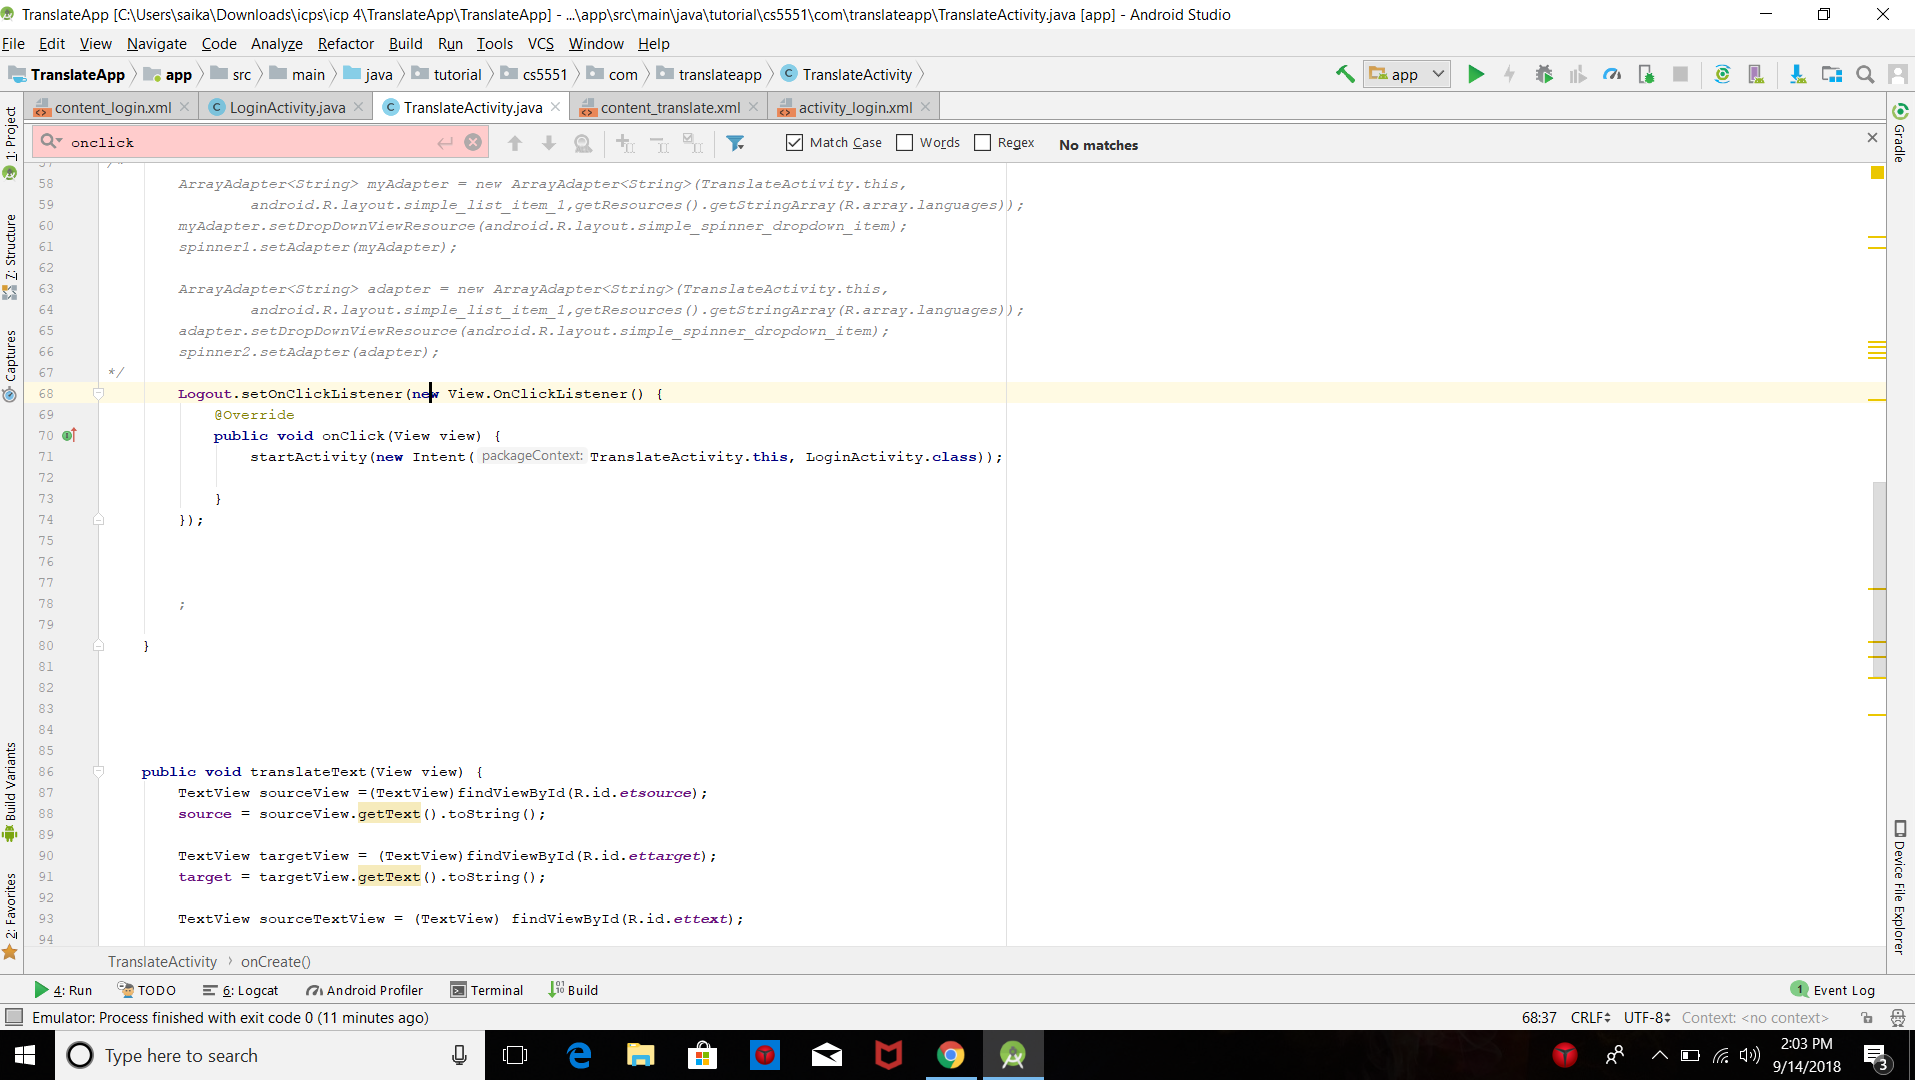 TranslateApp [C:\Users\saika\Downloads\icps\icp 4\TranslateApp\TranslateApp] - ...\app\src\main\java\tutorial\cs5551\com\translateapp\TranslateActivity.java [app] - Android Studio
File Edit View Navigate Code Analyze Refactor Build Run Tools VCS Window Help
TranslateApp app src main java tutorial cs5551 com translateapp TranslateActivity app
content_login.xml LoginActivity.java TranslateActivity.java content_translate.xml activity_login.xml
onclick Match Case Words Regex No matches
1: Project
7: Structure
Captures
Build Variants
2: Favorites
57 /*
58 ArrayAdapter<String> myAdapter = new ArrayAdapter<String>(TranslateActivity.this,
59 android.R.layout.simple_list_item_1,getResources().getStringArray(R.array.languages));
60 myAdapter.setDropDownViewResource(android.R.layout.simple_spinner_dropdown_item);
61 spinner1.setAdapter(myAdapter);
62
63 ArrayAdapter<String> adapter = new ArrayAdapter<String>(TranslateActivity.this,
64 android.R.layout.simple_list_item_1,getResources().getStringArray(R.array.languages));
65 adapter.setDropDownViewResource(android.R.layout.simple_spinner_dropdown_item);
66 spinner2.setAdapter(adapter);
67 */
68 Logout.setOnClickListener(new View.OnClickListener() {
69 @Override
70 public void onClick(View view) {
71 startActivity(new Intent( packageContext: TranslateActivity.this, LoginActivity.class));
72
73 }
74 });
75
76
77
78 ;
79
80 }
81
82
83
84
85
86 public void translateText(View view) {
87 TextView sourceView =(TextView)findViewById(R.id.etsource);
88 source = sourceView.getText().toString();
89
90 TextView targetView = (TextView)findViewById(R.id.ettarget);
91 target = targetView.getText().toString();
92
93 TextView sourceTextView = (TextView) findViewById(R.id.ettext);
94
Gradle
Device File Explorer
TranslateActivity › onCreate()
4: Run TODO 6: Logcat Android Profiler Terminal Build 1 Event Log
Emulator: Process finished with exit code 0 (11 minutes ago) 68:37 CRLF UTF-8 Context: <no context>
Type here to search 2:03 PM
9/14/2018 3